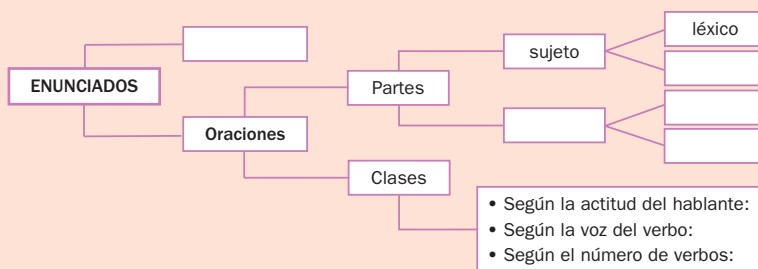 léxico
sujeto
ENUNCIADOS
Partes
Oraciones
Clases
• Según la actitud del hablante:
• Según la voz del verbo:
• Según el número de verbos: